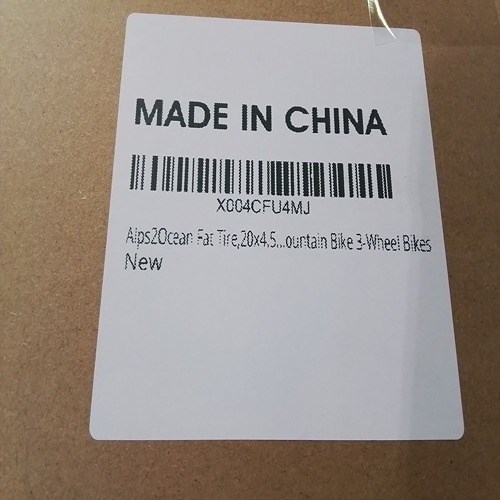 MADE IN CHINA
X004CFU4MJ
Alps2Ocean Fat Tire,20x4.5...ountain Bike 3-Wheel Bikes
New